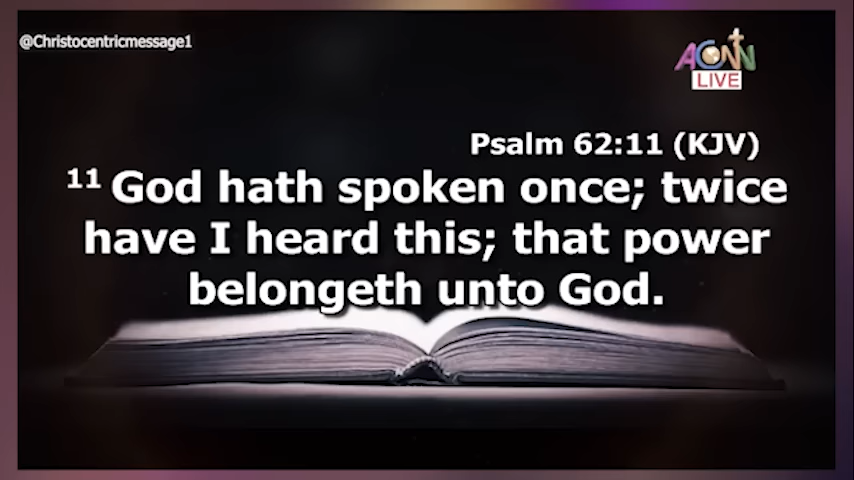 @Christocentricmessage1
ACNN
LIVE
Psalm 62:11 (KJV)
11 God hath spoken once; twice
have I heard this; that power
belongeth unto God.